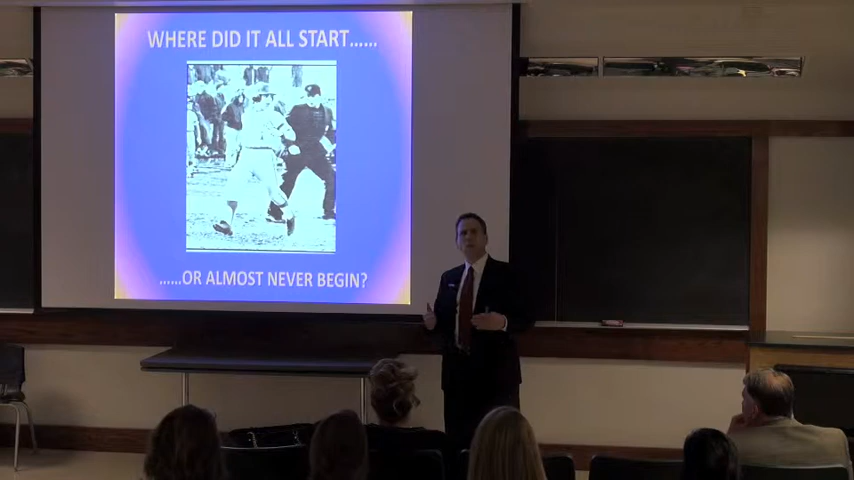 WHERE DID IT ALL START......
.....OR ALMOST NEVER BEGIN?